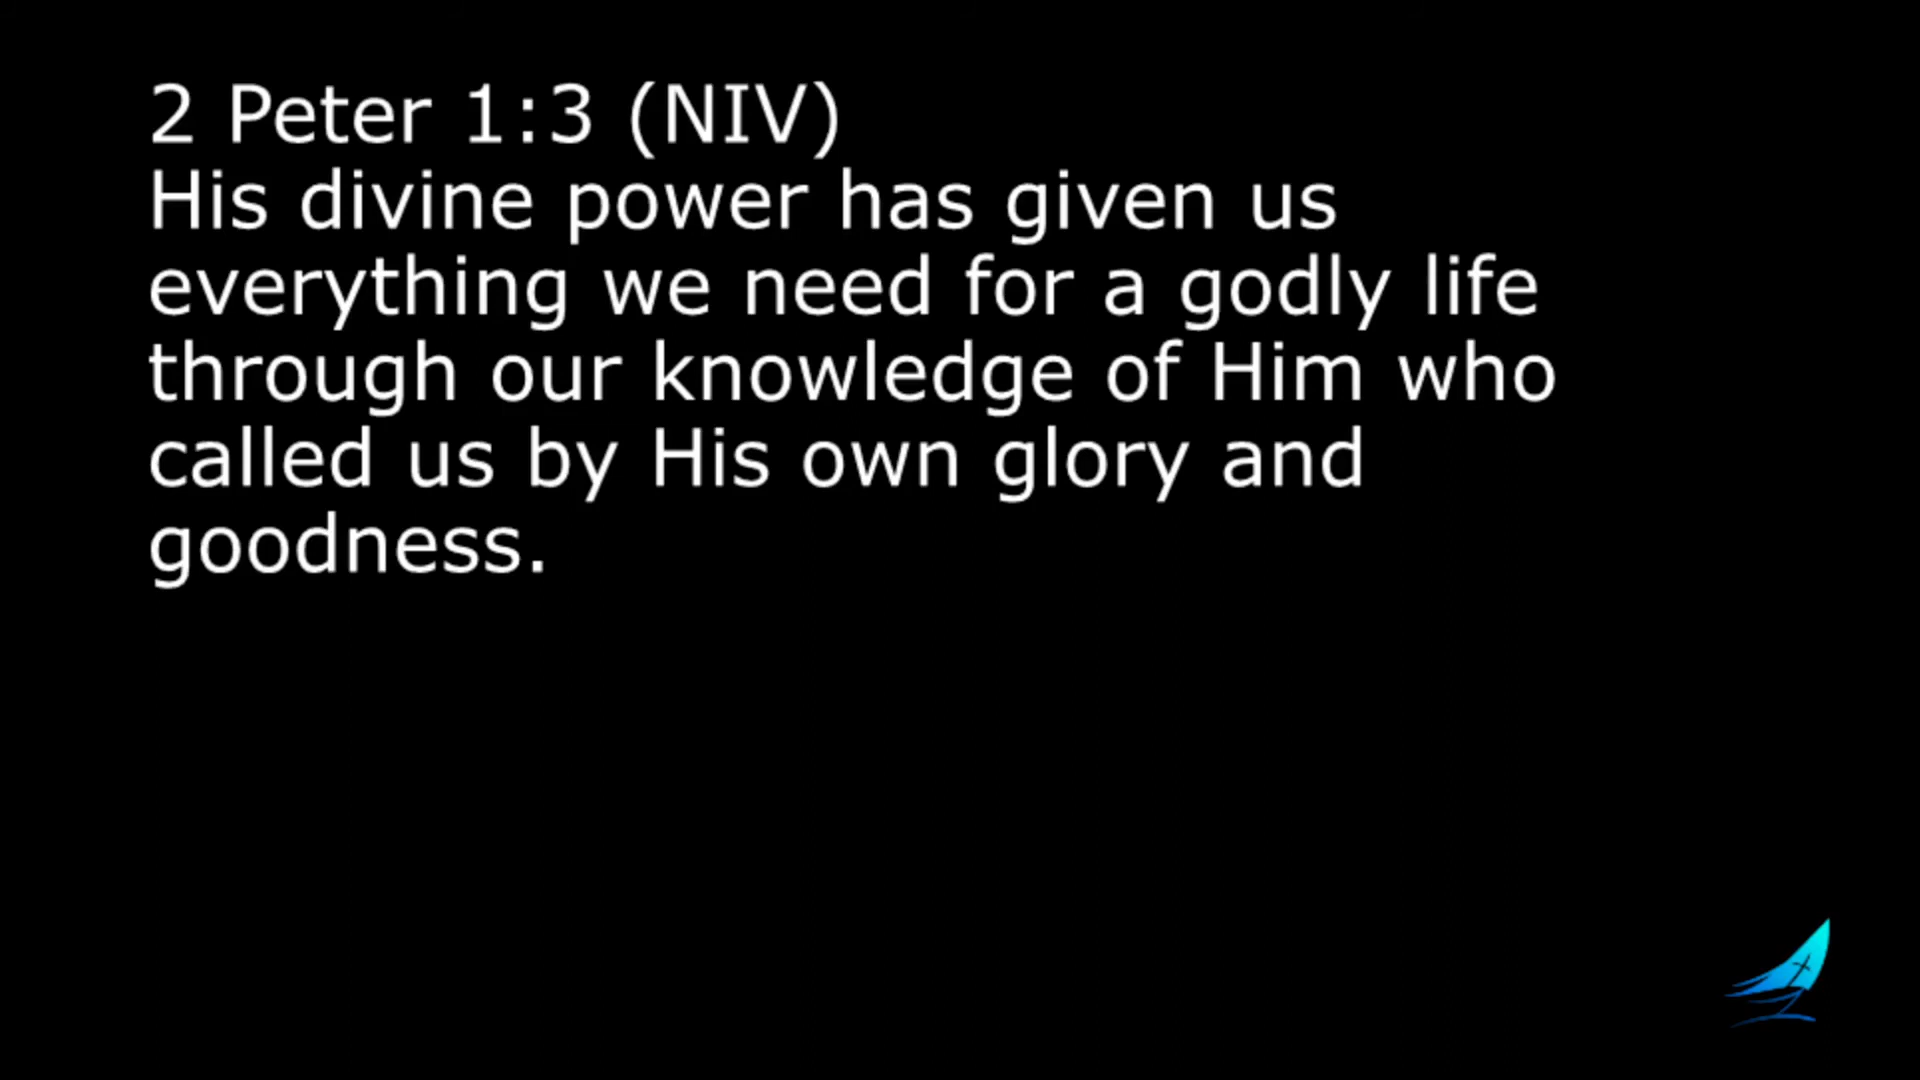 2 Peter 1:3 (NIV)
His divine power has given us
everything we need for a godly life
through our knowledge of Him who
called us by His own glory and
goodness.